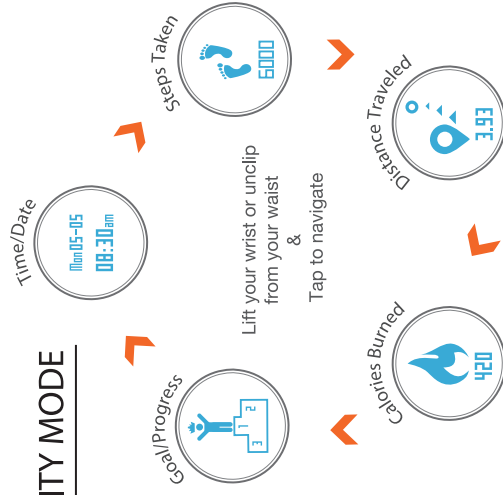 ITY MODE
Time/Date
Mon 05-05
08:30am
Steps Taken
6000
Distance Traveled
3.93
Calories Burned
420
Goal/Progress
1
2
3
Lift your wrist or unclip
from your waist
&
Tap to navigate